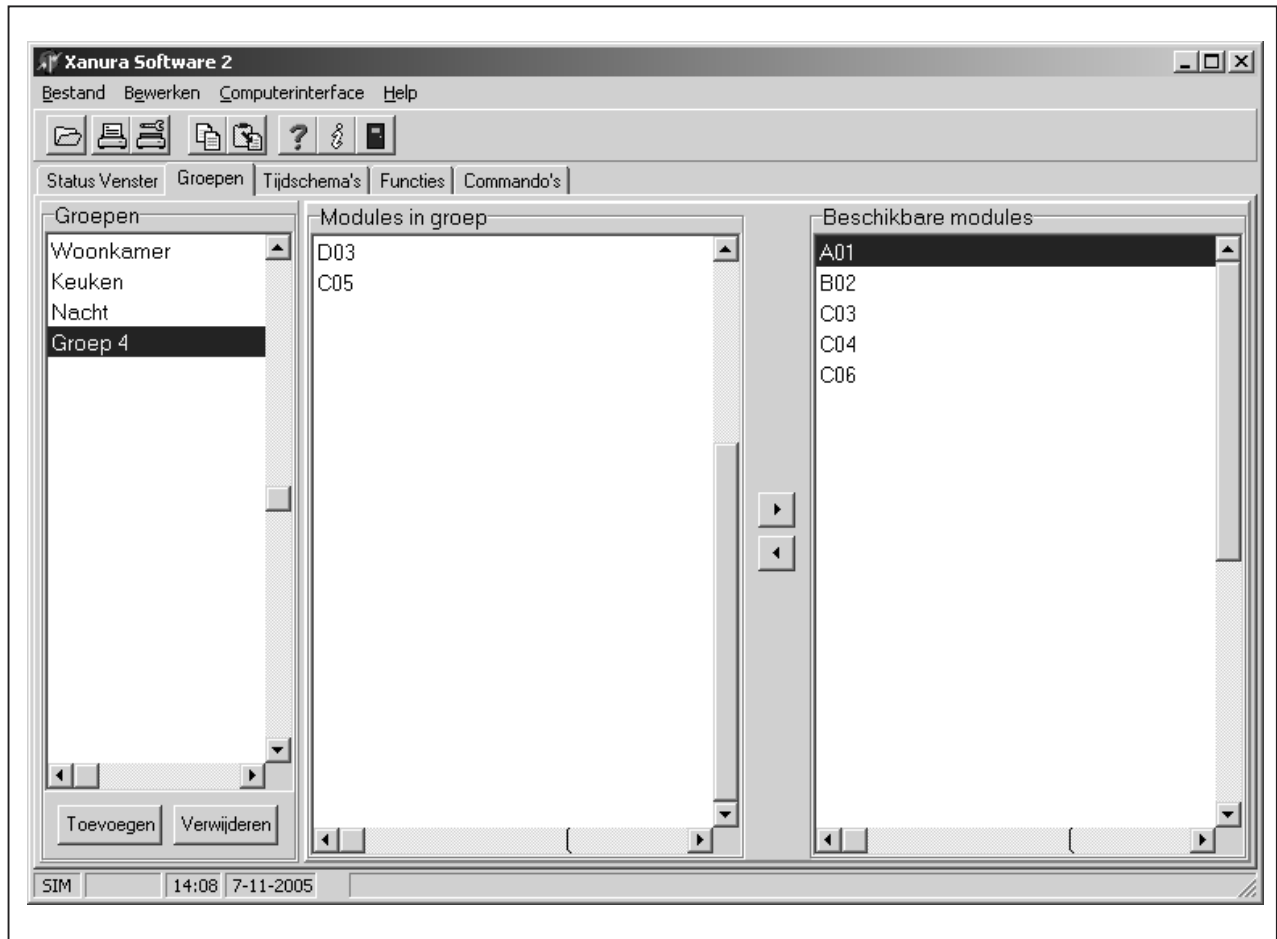 Xanura Software 2
Bestand Bewerken Computerinterface Help
Status Venster Groepen Tijdschema's Functies Commando's
Groepen
Woonkamer
Keuken
Nacht
Groep 4
Toevoegen Verwijderen
Modules in groep
D03
C05
Beschikbare modules
A01
B02
C03
C04
C06
SIM 14:08 7-11-2005